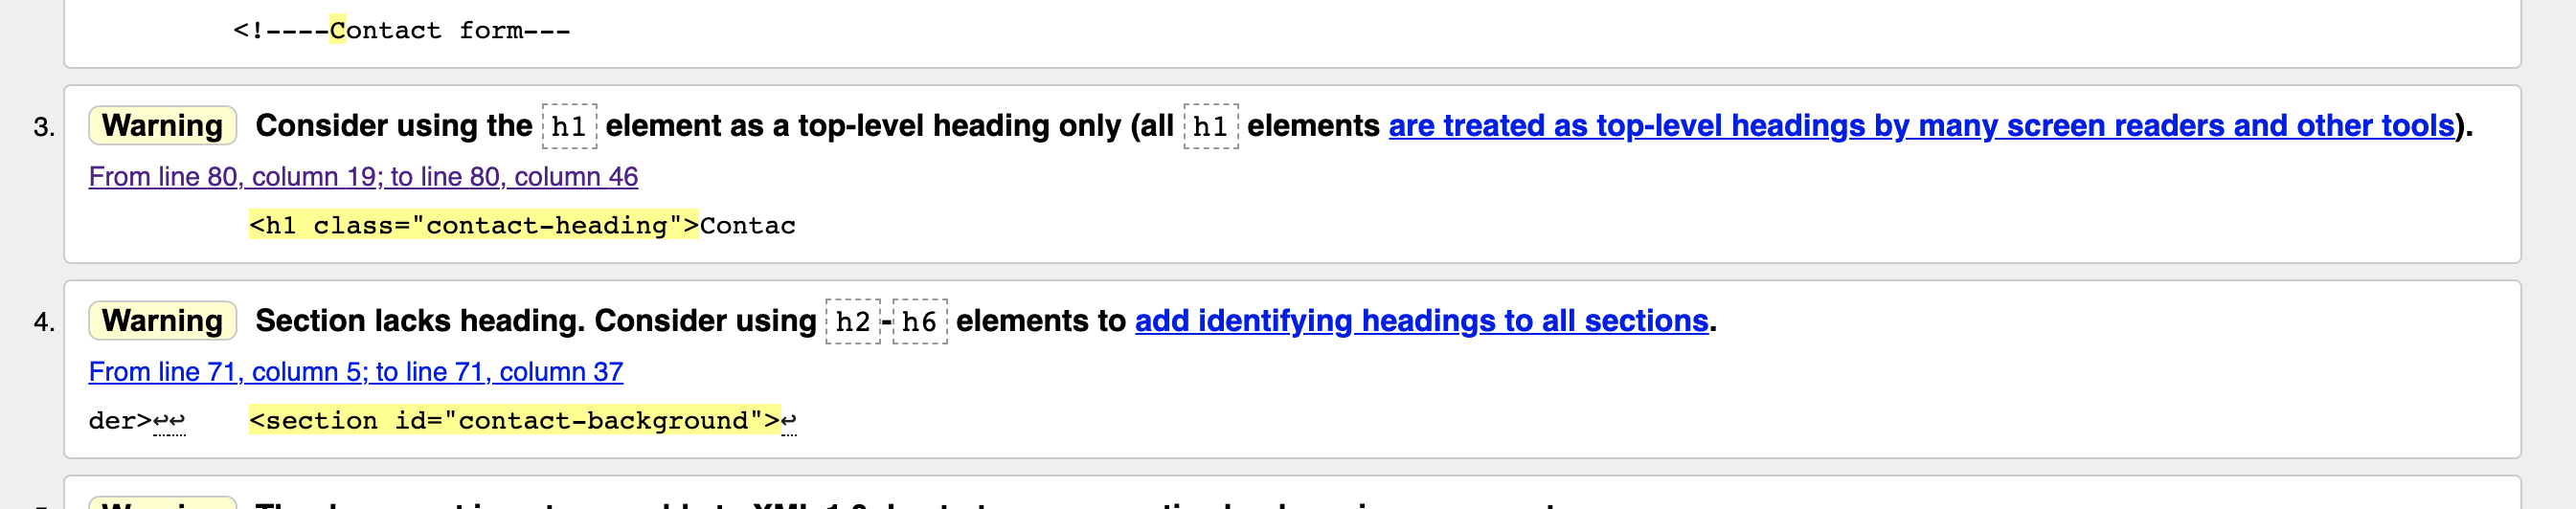 <!----Contact form---
3. Warning Consider using the h1 element as a top-level heading only (all h1 elements are treated as top-level headings by many screen readers and other tools).
From line 80, column 19; to line 80, column 46
<h1 class="contact-heading">Contac
4. Warning Section lacks heading. Consider using h2-h6 elements to add identifying headings to all sections.
From line 71, column 5; to line 71, column 37
der>↩↩ <section id="contact-background">↩